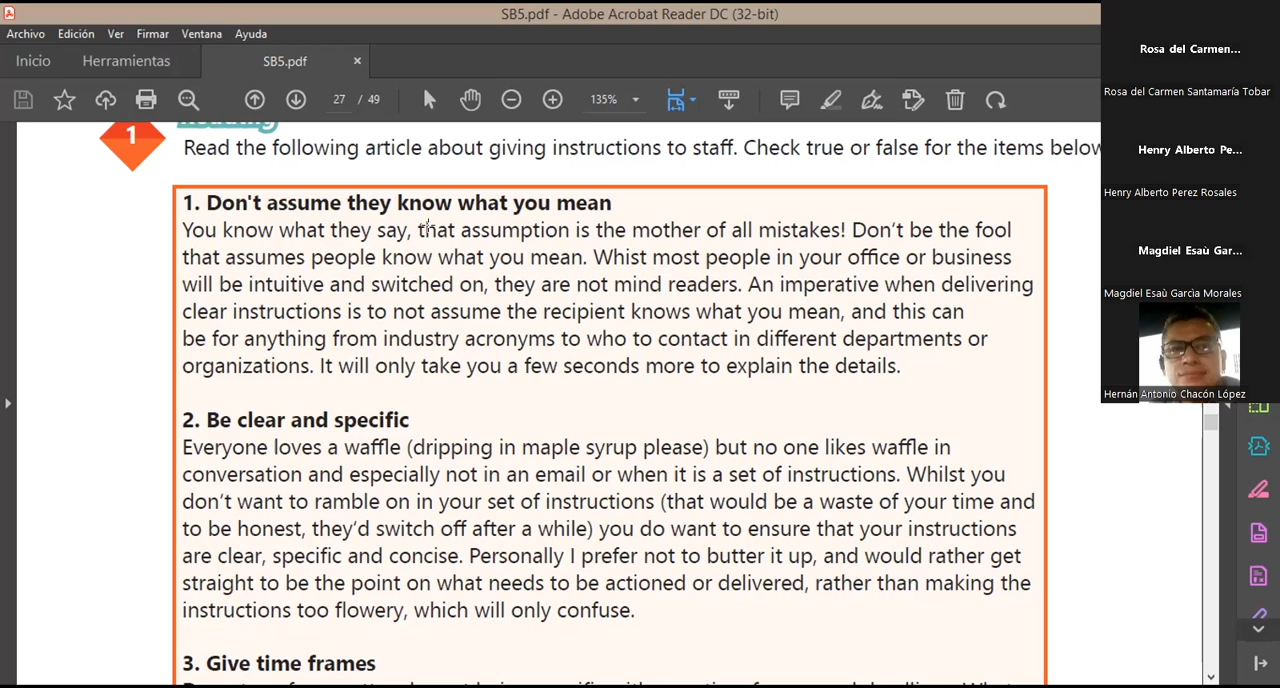 SB5.pdf - Adobe Acrobat Reader DC (32-bit)
Archivo Edición Ver Firmar Ventana Ayuda
Inicio Herramientas SB5.pdf ×
27 / 49 135%
1
Read the following article about giving instructions to staff. Check true or false for the items below
1. Don't assume they know what you mean
You know what they say, that assumption is the mother of all mistakes! Don't be the fool
that assumes people know what you mean. Whist most people in your office or business
will be intuitive and switched on, they are not mind readers. An imperative when delivering
clear instructions is to not assume the recipient knows what you mean, and this can
be for anything from industry acronyms to who to contact in different departments or
organizations. It will only take you a few seconds more to explain the details.
2. Be clear and specific
Everyone loves a waffle (dripping in maple syrup please) but no one likes waffle in
conversation and especially not in an email or when it is a set of instructions. Whilst you
don't want to ramble on in your set of instructions (that would be a waste of your time and
to be honest, they'd switch off after a while) you do want to ensure that your instructions
are clear, specific and concise. Personally I prefer not to butter it up, and would rather get
straight to be the point on what needs to be actioned or delivered, rather than making the
instructions too flowery, which will only confuse.
3. Give time frames
Rosa del Carmen...
Rosa del Carmen Santamaría Tobar
Henry Alberto Pe...
Henry Alberto Perez Rosales
Magdiel Esaù Gar...
Magdiel Esaù Garcìa Morales
Hernán Antonio Chacón López